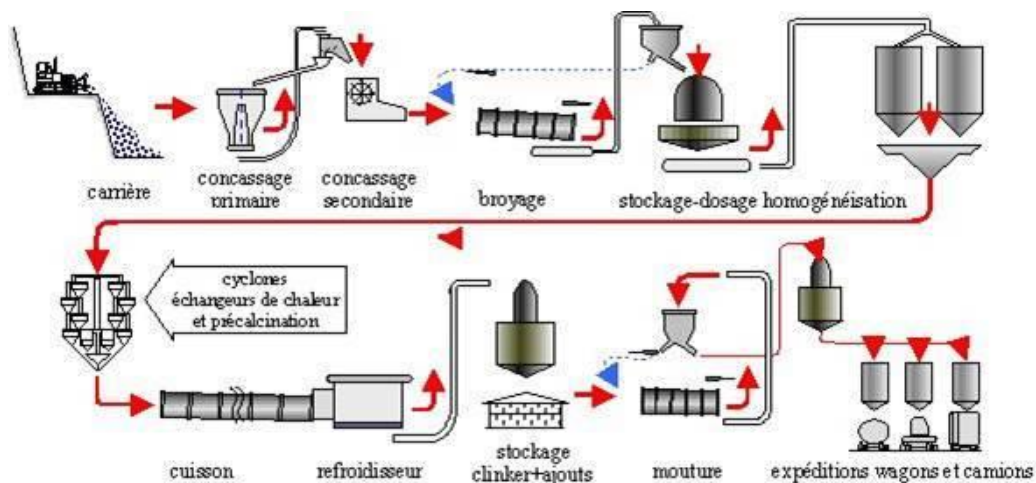 carrière
concassage
primaire
concassage
secondaire
broyage
stockage-dosage homogénéisation
cyclones
échangeurs de chaleur
et précalcination
cuisson
refroidisseur
stockage
clinker+ajouts
mouture
expéditions wagons et camions